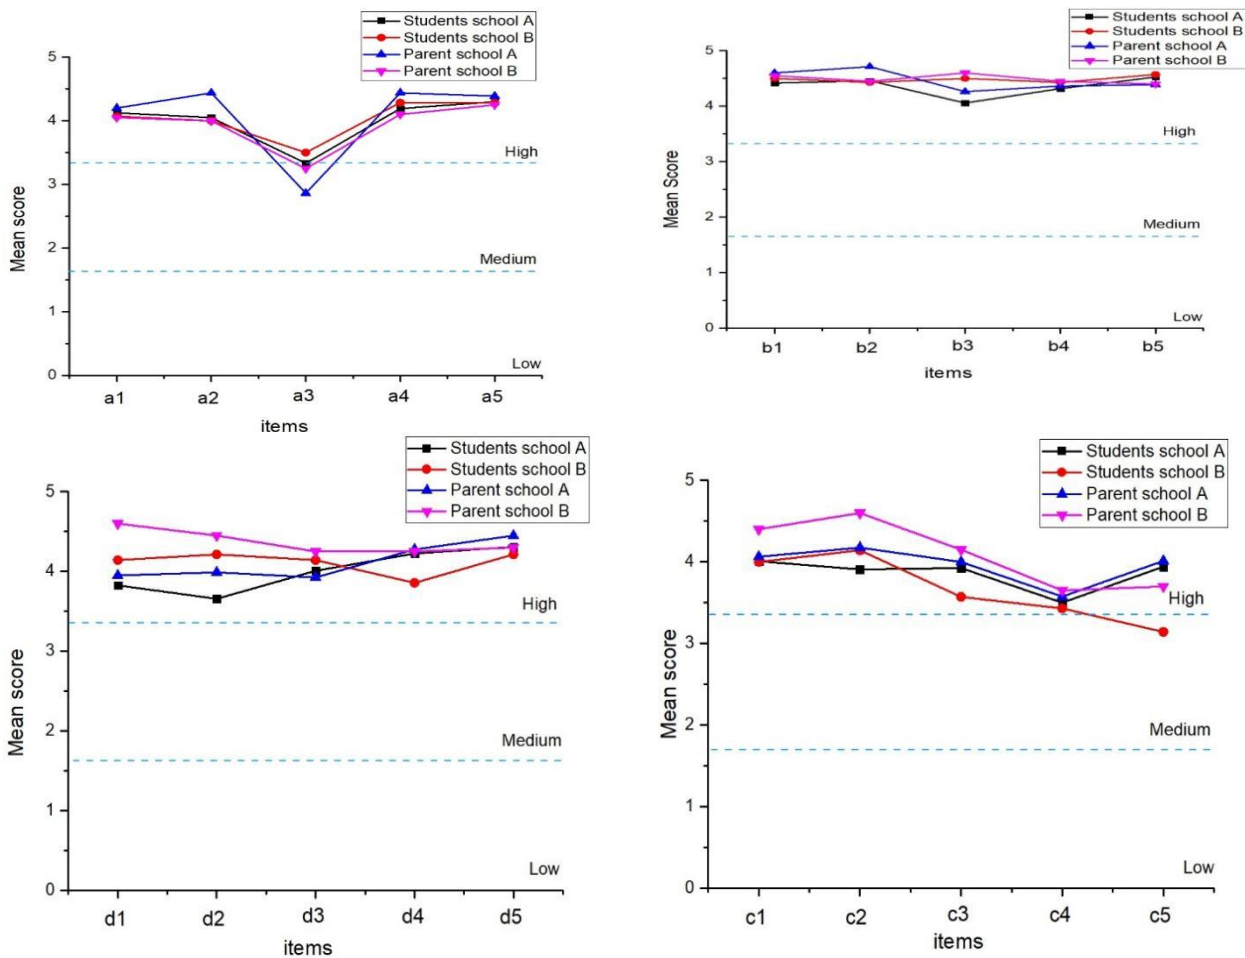 Students school A
Students school B
Parent school A
Parent school B
5
4
3
2
1
0
Mean score
High
Medium
Low
a1 a2 a3 a4 a5
items
Students school A
Students school B
Parent school A
Parent school B
5
4
3
2
1
0
Mean Score
High
Medium
Low
b1 b2 b3 b4 b5
items
Students school A
Students school B
Parent school A
Parent school B
5
4
3
2
1
0
Mean score
High
Medium
Low
d1 d2 d3 d4 d5
items
Students school A
Students school B
Parent school A
Parent school B
5
4
3
2
1
0
Mean score
High
Medium
Low
c1 c2 c3 c4 c5
items